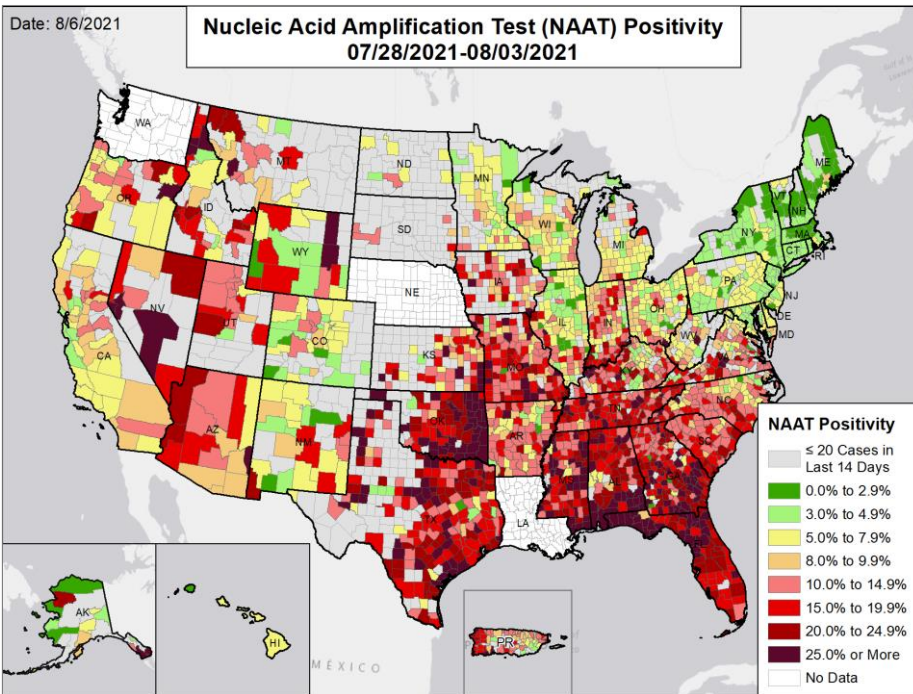 Date: 8/6/2021
Nucleic Acid Amplification Test (NAAT) Positivity
07/28/2021-08/03/2021
WA
MT
ND
MN
ME
OR
ID
SD
WI
MI
VT
NH
NY
MA
CT
RI
WY
IA
PA
NJ
NE
NV
UT
CO
IL
IN
OH
DE
MD
WV
VA
CA
KS
MO
KY
AZ
NM
OK
AR
TN
NC
SC
MS
AL
GA
TX
LA
FL
AK
HI
PR
MÉXICO
NAAT Positivity
≤ 20 Cases in
Last 14 Days
0.0% to 2.9%
3.0% to 4.9%
5.0% to 7.9%
8.0% to 9.9%
10.0% to 14.9%
15.0% to 19.9%
20.0% to 24.9%
25.0% or More
No Data